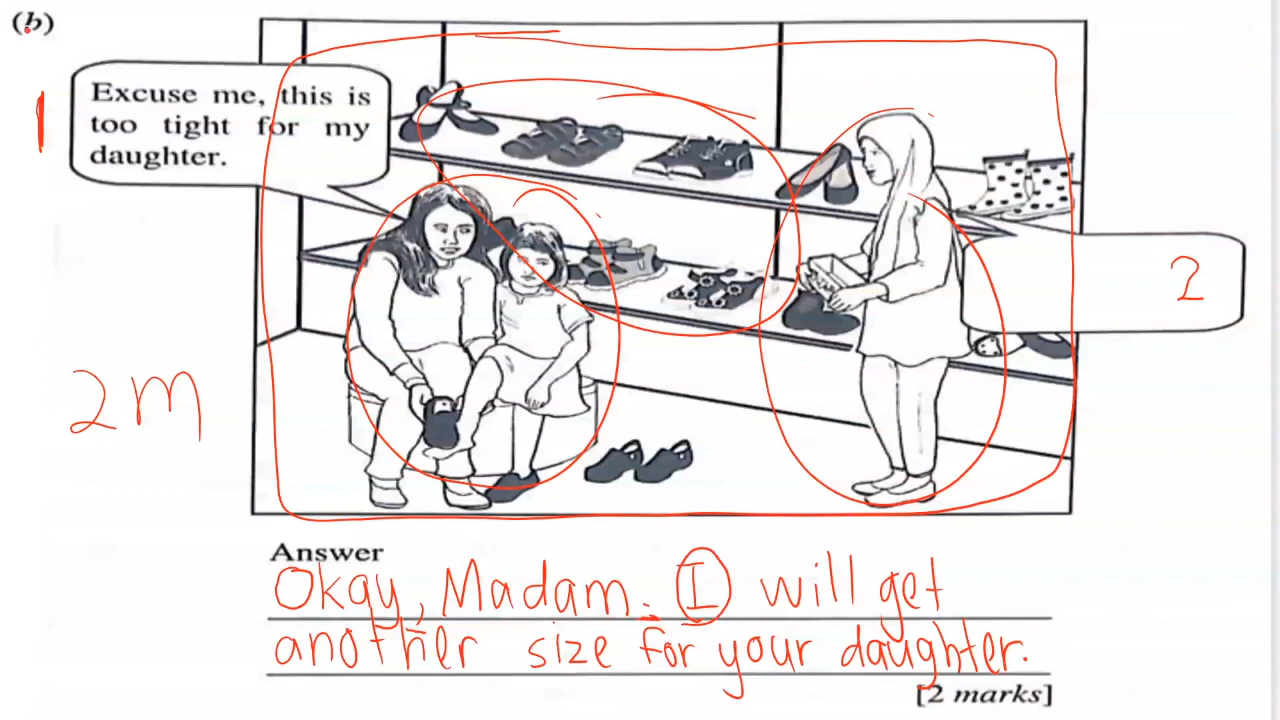 (b)
1
Excuse me, this is
too tight for my
daughter.
2
2m
Answer
Okay, Madam. I will get
another size for your daughter.
[2 marks]